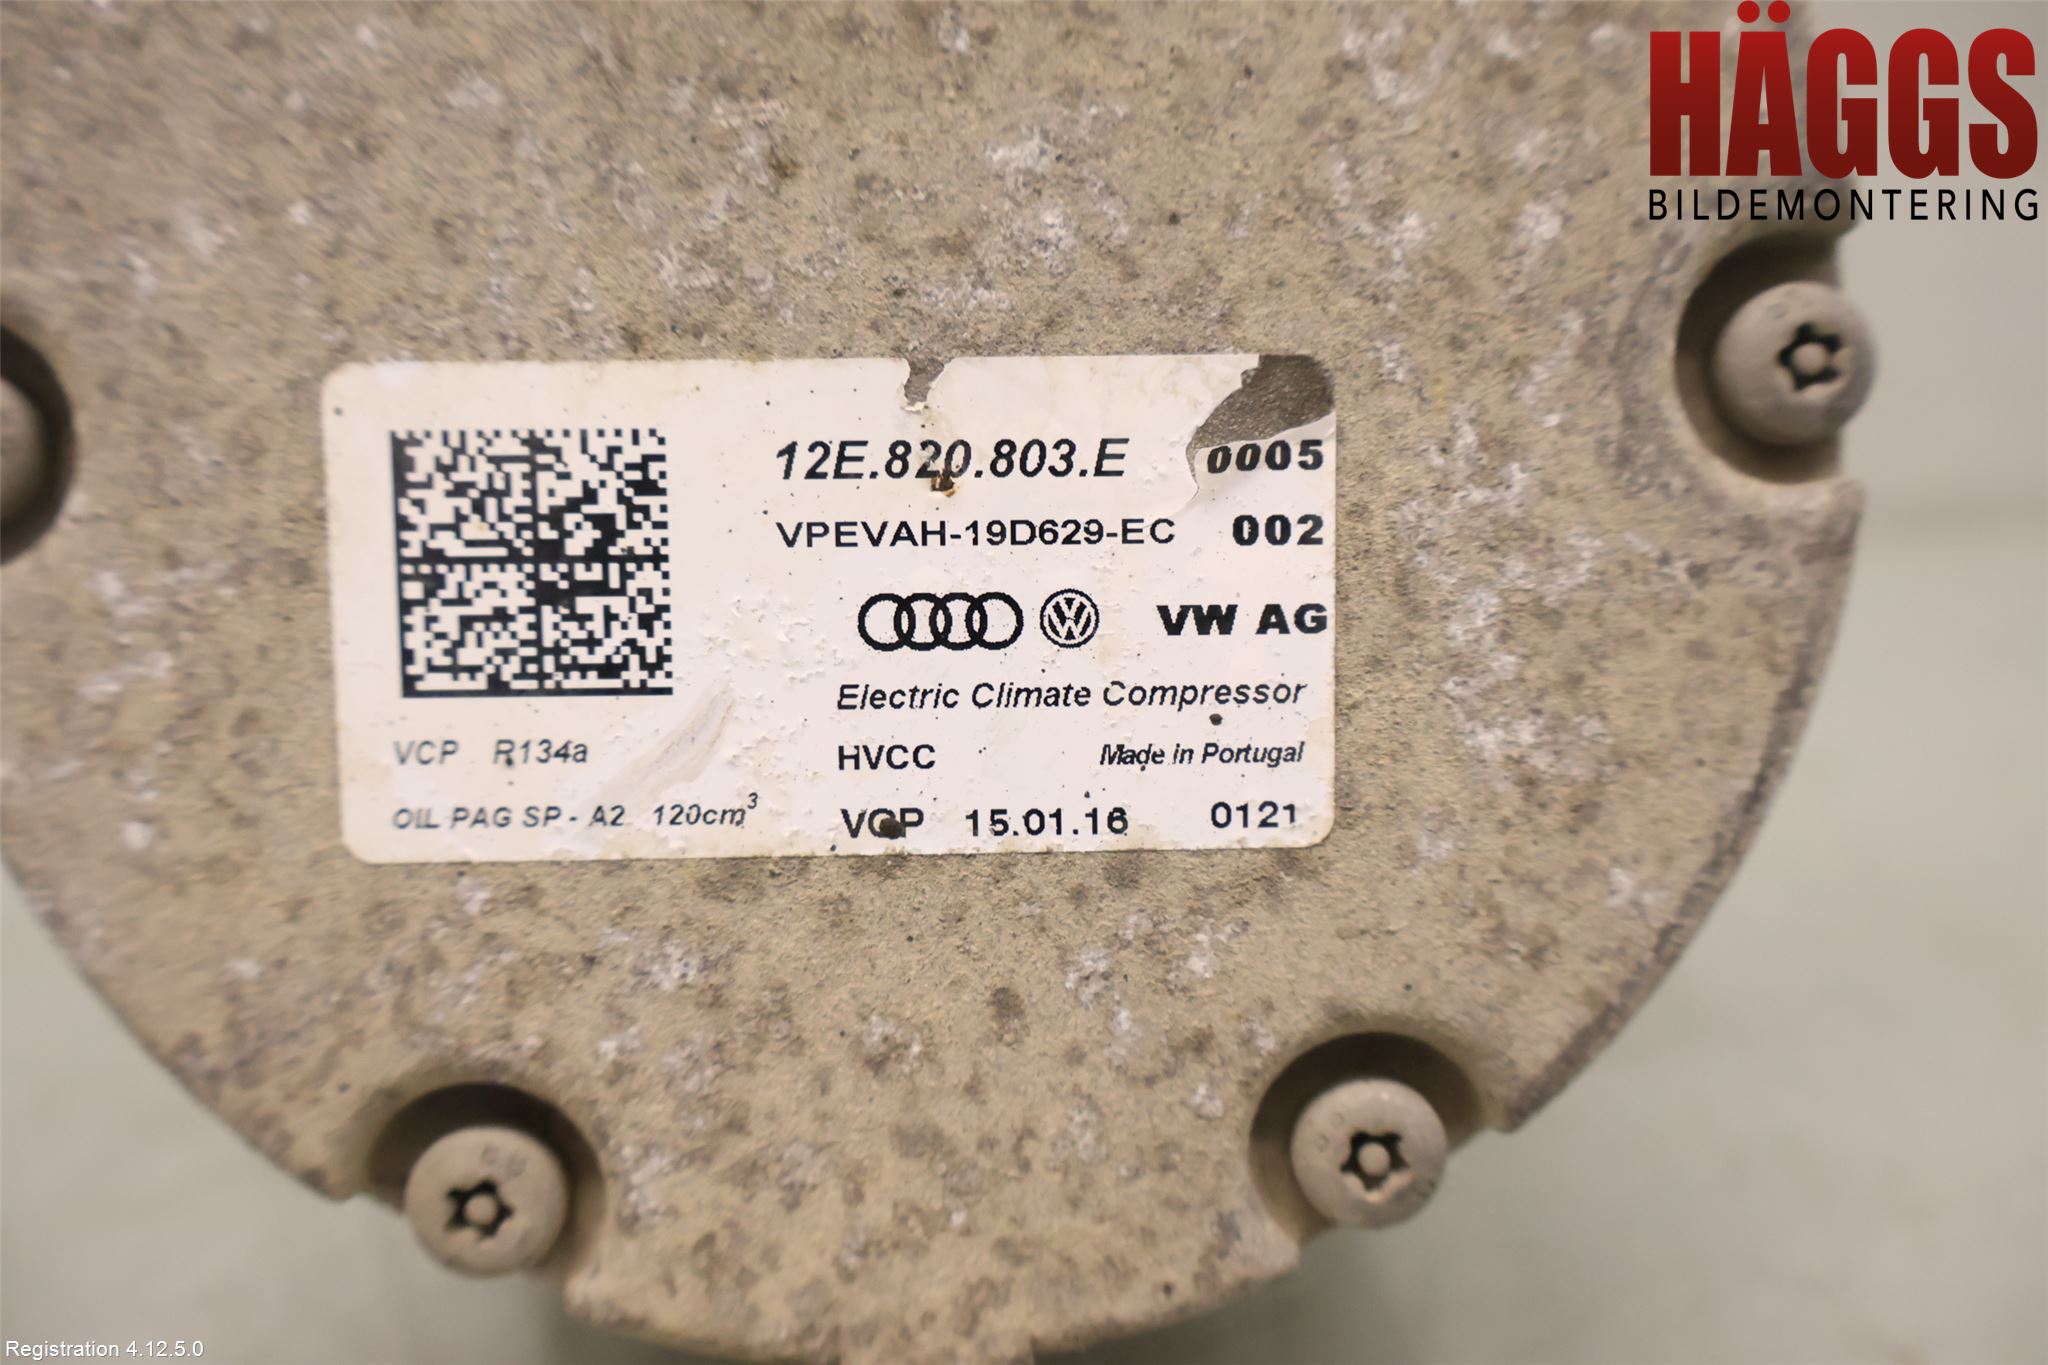 HÄGGS
BILDEMONTERING
12E.820.803.E 0005
VPEVAH-19D629-EC 002
VW AG
Electric Climate Compressor
VCP R134a HVCC Made in Portugal
OIL PAG SP - A2 120cm³ VCP 15.01.16 0121
Registration 4.12.5.0